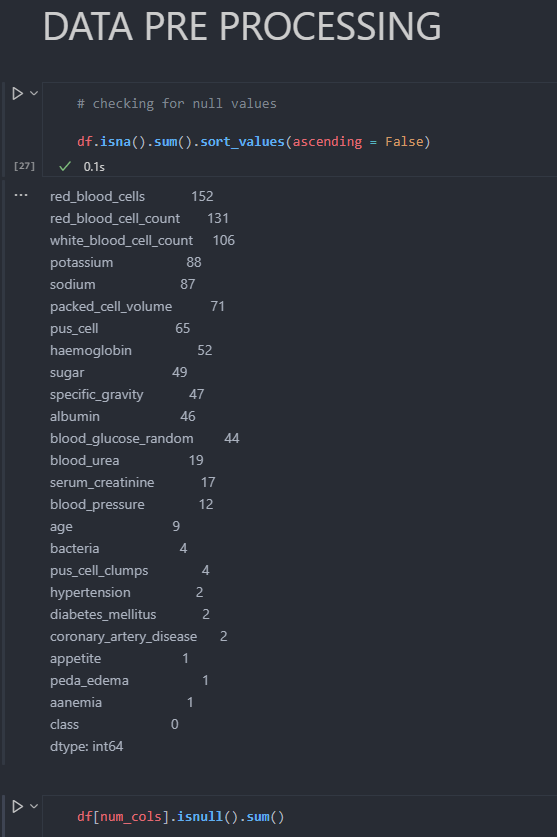 DATA PRE PROCESSING
# checking for null values
df.isna().sum().sort_values(ascending = False)
[27] 0.1s
...
red_blood_cells 152
red_blood_cell_count 131
white_blood_cell_count 106
potassium 88
sodium 87
packed_cell_volume 71
pus_cell 65
haemoglobin 52
sugar 49
specific_gravity 47
albumin 46
blood_glucose_random 44
blood_urea 19
serum_creatinine 17
blood_pressure 12
age 9
bacteria 4
pus_cell_clumps 4
hypertension 2
diabetes_mellitus 2
coronary_artery_disease 2
appetite 1
peda_edema 1
aanemia 1
class 0
dtype: int64
df[num_cols].isnull().sum()